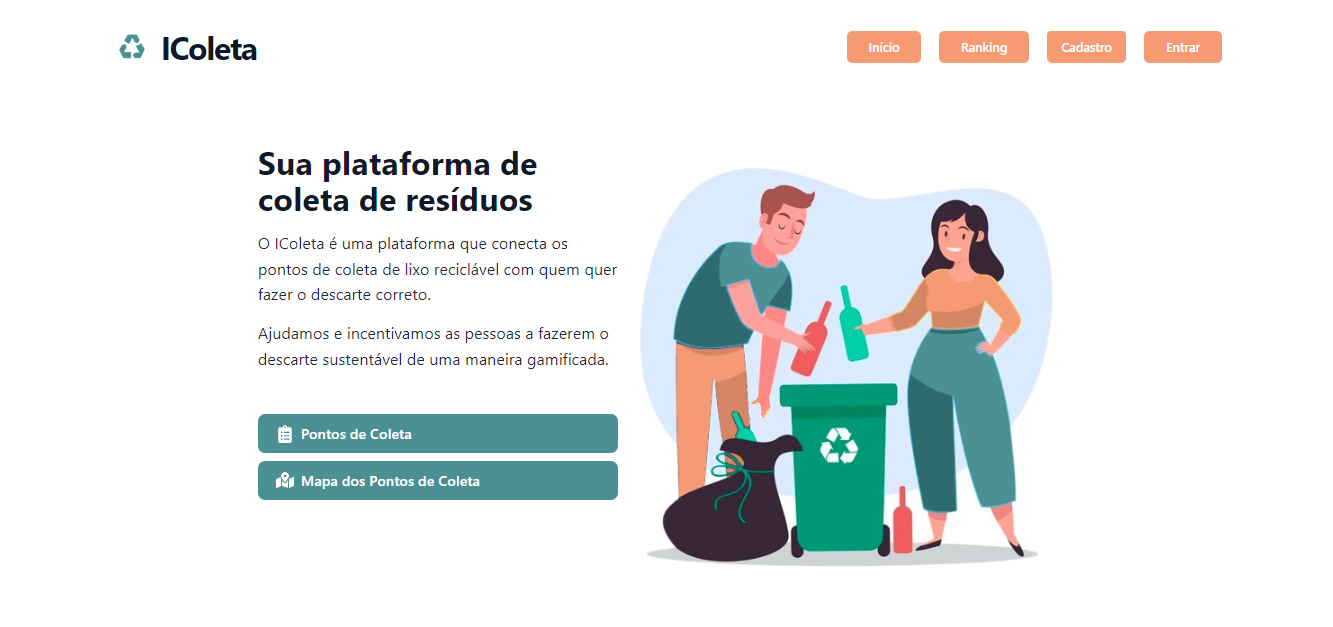 IColeta
Início
Ranking
Cadastro
Entrar
Sua plataforma de
coleta de resíduos
O IColeta é uma plataforma que conecta os
pontos de coleta de lixo reciclável com quem quer
fazer o descarte correto.
Ajudamos e incentivamos as pessoas a fazerem o
descarte sustentável de uma maneira gamificada.
Pontos de Coleta
Mapa dos Pontos de Coleta